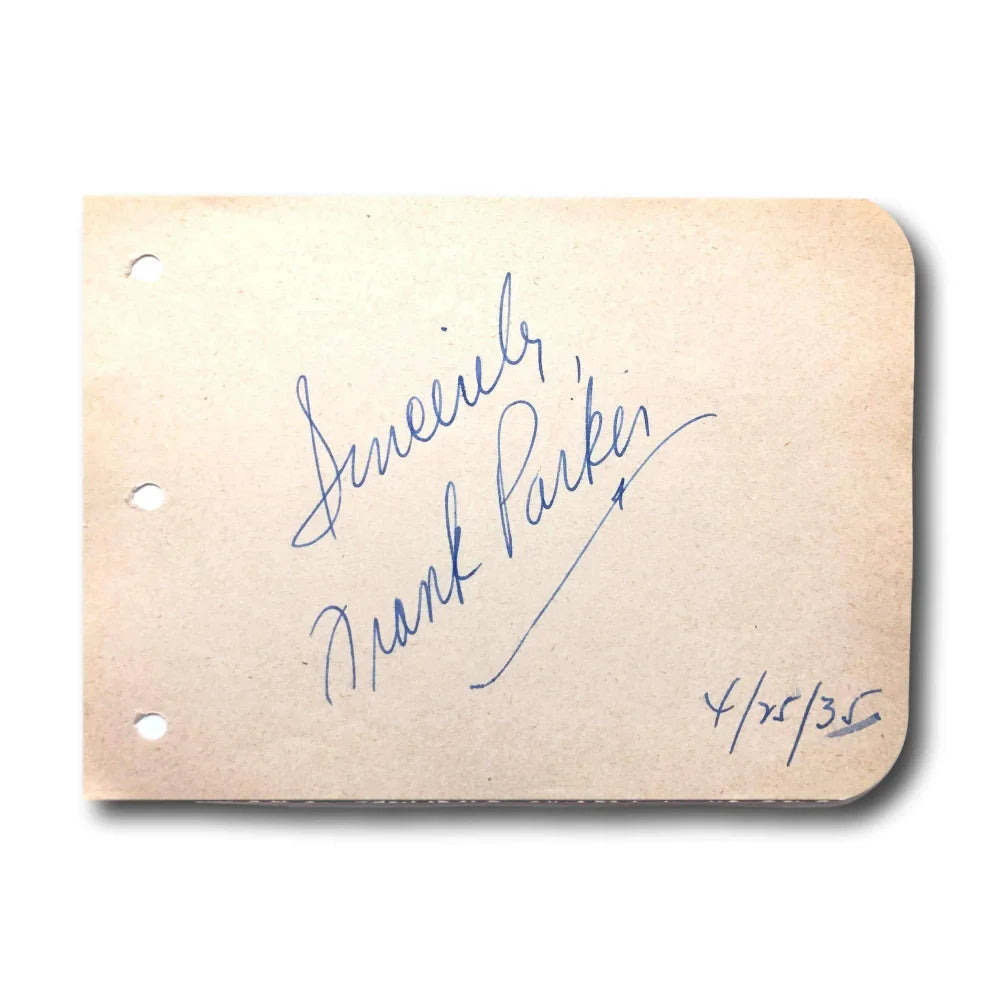 Sincerely,
Frank Parker
4/25/35